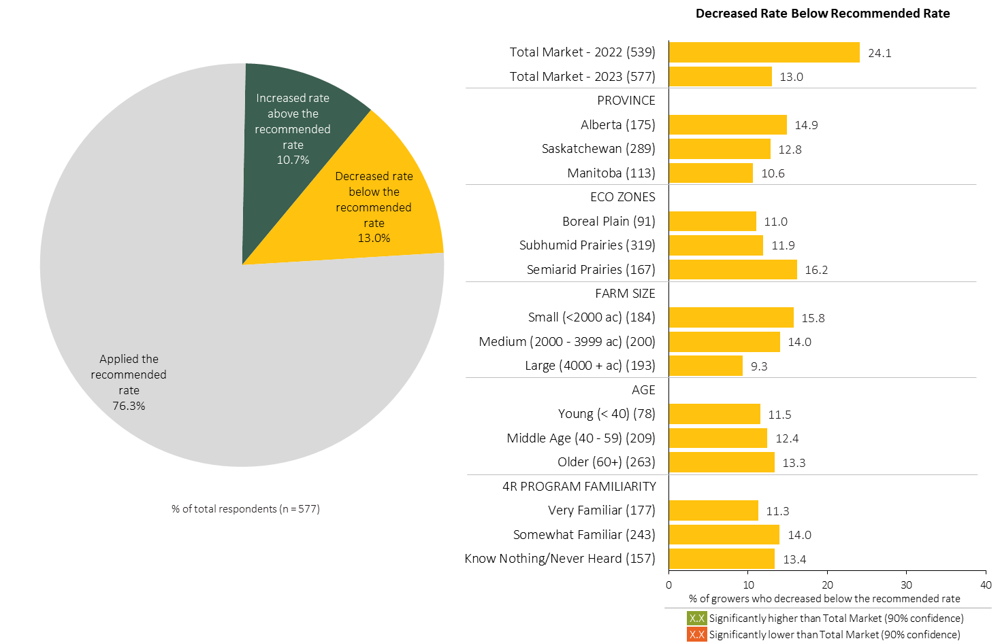 Increased rate
above the
recommended
rate
10.7%
Decreased rate
below the
recommended
rate
13.0%
Applied the
recommended
rate
76.3%
% of total respondents (n = 577)
Decreased Rate Below Recommended Rate
Total Market - 2022 (539) 24.1
Total Market - 2023 (577) 13.0
PROVINCE
Alberta (175) 14.9
Saskatchewan (289) 12.8
Manitoba (113) 10.6
ECO ZONES
Boreal Plain (91) 11.0
Subhumid Prairies (319) 11.9
Semiarid Prairies (167) 16.2
FARM SIZE
Small (<2000 ac) (184) 15.8
Medium (2000 - 3999 ac) (200) 14.0
Large (4000 + ac) (193) 9.3
AGE
Young (< 40) (78) 11.5
Middle Age (40 - 59) (209) 12.4
Older (60+) (263) 13.3
4R PROGRAM FAMILIARITY
Very Familiar (177) 11.3
Somewhat Familiar (243) 14.0
Know Nothing/Never Heard (157) 13.4
0 10 20 30 40
% of growers who decreased below the recommended rate
X.X Significantly higher than Total Market (90% confidence)
X.X Significantly lower than Total Market (90% confidence)